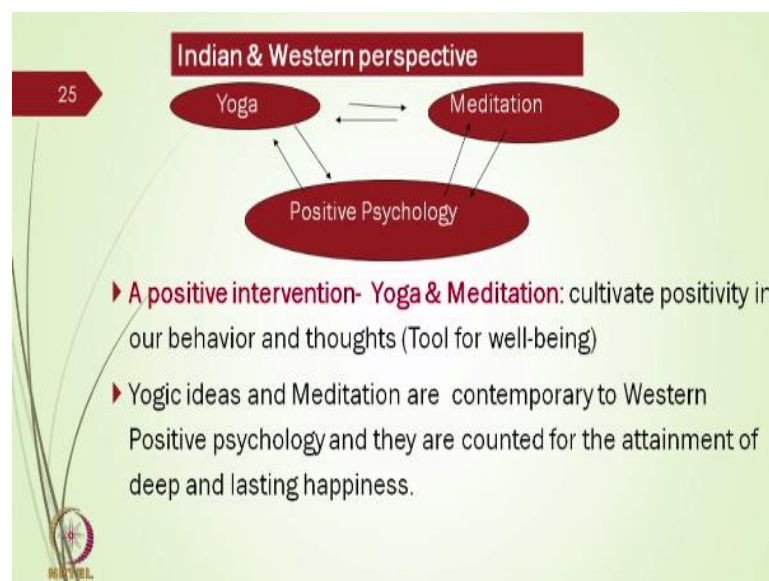 Indian & Western perspective
25
Yoga
Meditation
Positive Psychology
A positive intervention- Yoga & Meditation: cultivate positivity in
our behavior and thoughts (Tool for well-being)
Yogic ideas and Meditation are contemporary to Western
Positive psychology and they are counted for the attainment of
deep and lasting happiness.
NPTEL